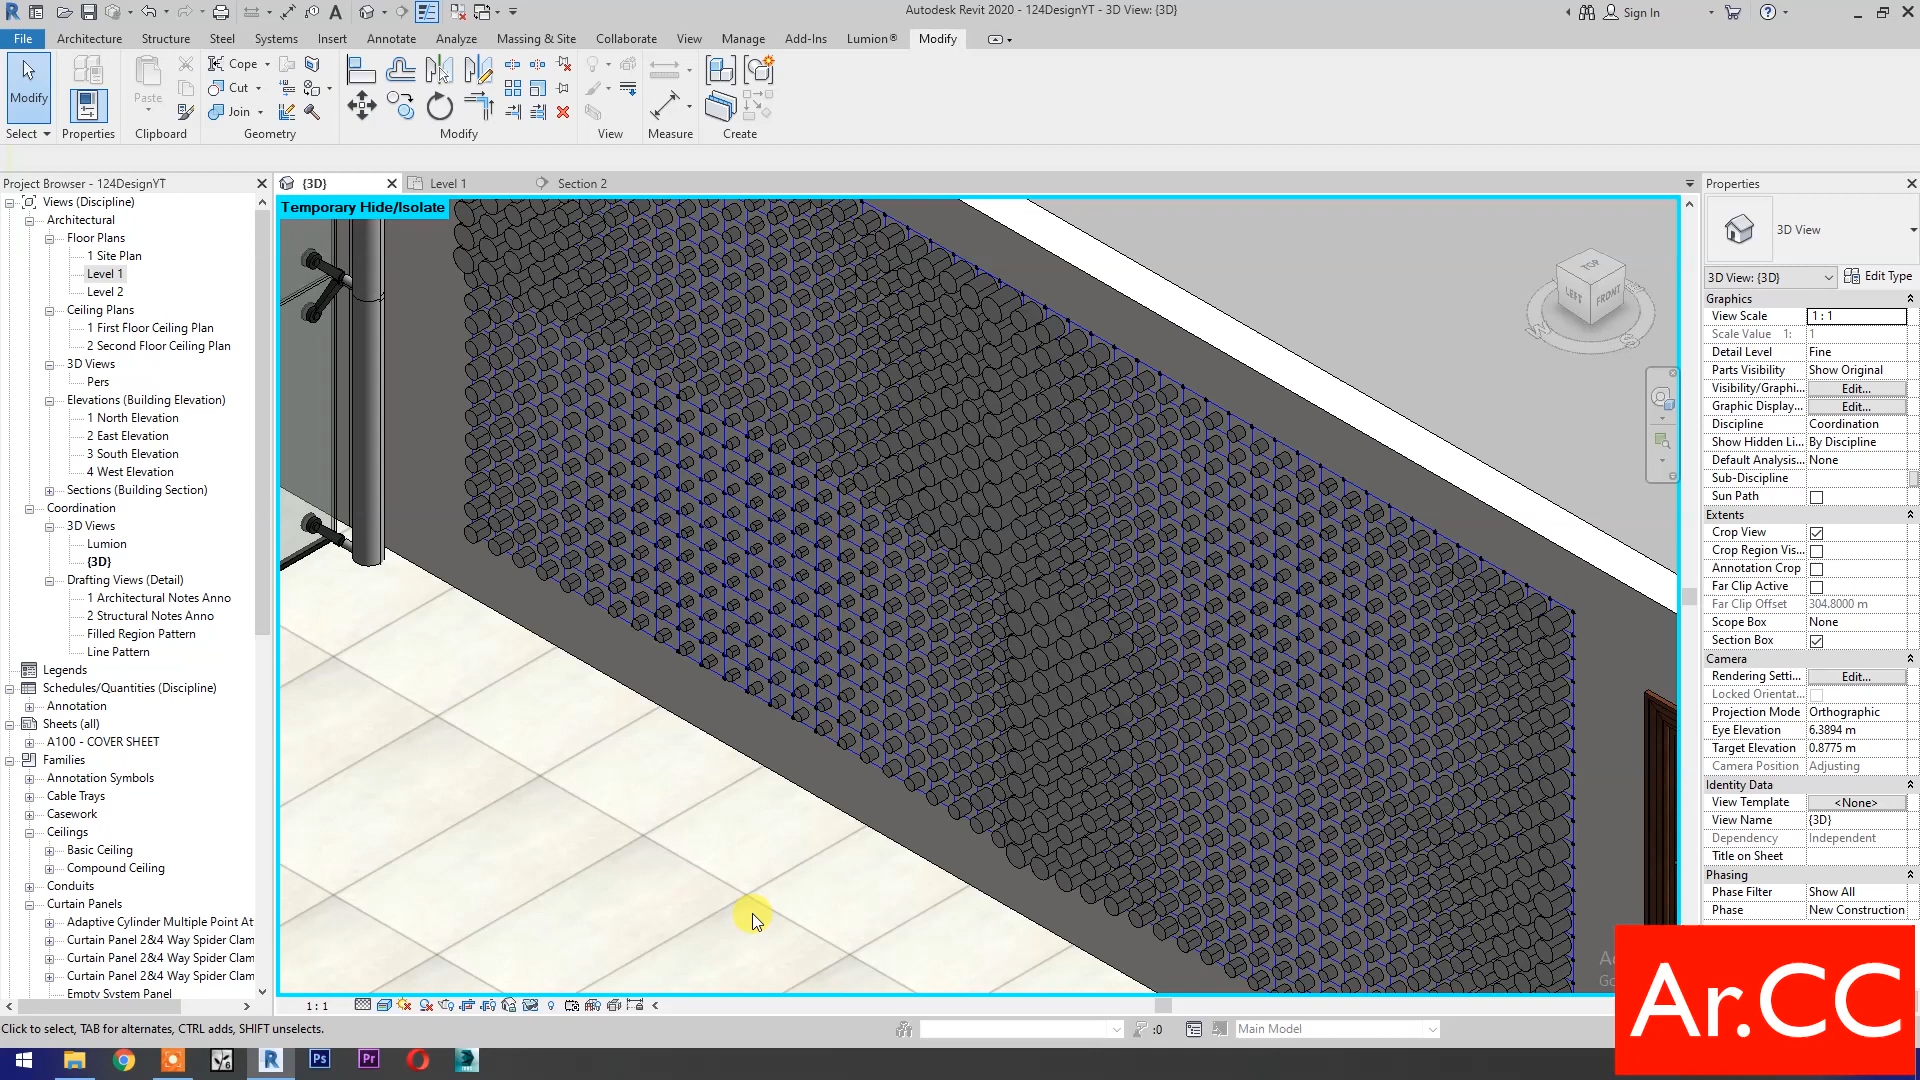 Autodesk Revit 2020 - 124DesignYT - 3D View: {3D}
Sign In
File Architecture Structure Steel Systems Insert Annotate Analyze Massing & Site Collaborate View Manage Add-Ins Lumion® Modify
Modify
Paste
Cope
Cut
Join
Select Properties Clipboard Geometry Modify View Measure Create
Project Browser - 124DesignYT
{3D}
Level 1
Section 2
Temporary Hide/Isolate
Views (Discipline)
Architectural
Floor Plans
1 Site Plan
Level 1
Level 2
Ceiling Plans
1 First Floor Ceiling Plan
2 Second Floor Ceiling Plan
3D Views
Pers
Elevations (Building Elevation)
1 North Elevation
2 East Elevation
3 South Elevation
4 West Elevation
Sections (Building Section)
Coordination
3D Views
Lumion
{3D}
Drafting Views (Detail)
1 Architectural Notes Anno
2 Structural Notes Anno
Filled Region Pattern
Line Pattern
Legends
Schedules/Quantities (Discipline)
Annotation
Sheets (all)
A100 - COVER SHEET
Families
Annotation Symbols
Cable Trays
Casework
Ceilings
Basic Ceiling
Compound Ceiling
Conduits
Curtain Panels
Adaptive Cylinder Multiple Point At
Curtain Panel 2&4 Way Spider Clam
Curtain Panel 2&4 Way Spider Clam
Curtain Panel 2&4 Way Spider Clam
Empty System Panel
TOP
LEFT
FRONT
W
S
Properties
3D View
3D View: {3D}
Edit Type
Graphics
View Scale 1 : 1
Scale Value 1: 1
Detail Level Fine
Parts Visibility Show Original
Visibility/Graphi... Edit...
Graphic Display... Edit...
Discipline Coordination
Show Hidden Li... By Discipline
Default Analysis... None
Sub-Discipline
Sun Path
Extents
Crop View
Crop Region Vis...
Annotation Crop
Far Clip Active
Far Clip Offset 304.8000 m
Scope Box None
Section Box
Camera
Rendering Setti... Edit...
Locked Orientat...
Projection Mode Orthographic
Eye Elevation 6.3894 m
Target Elevation 0.8775 m
Camera Position Adjusting
Identity Data
View Template <None>
View Name {3D}
Dependency Independent
Title on Sheet
Phasing
Phase Filter Show All
Phase New Construction
1 : 1
Click to select, TAB for alternates, CTRL adds, SHIFT unselects.
:0
Main Model
R Ps Pr
Ar.CC